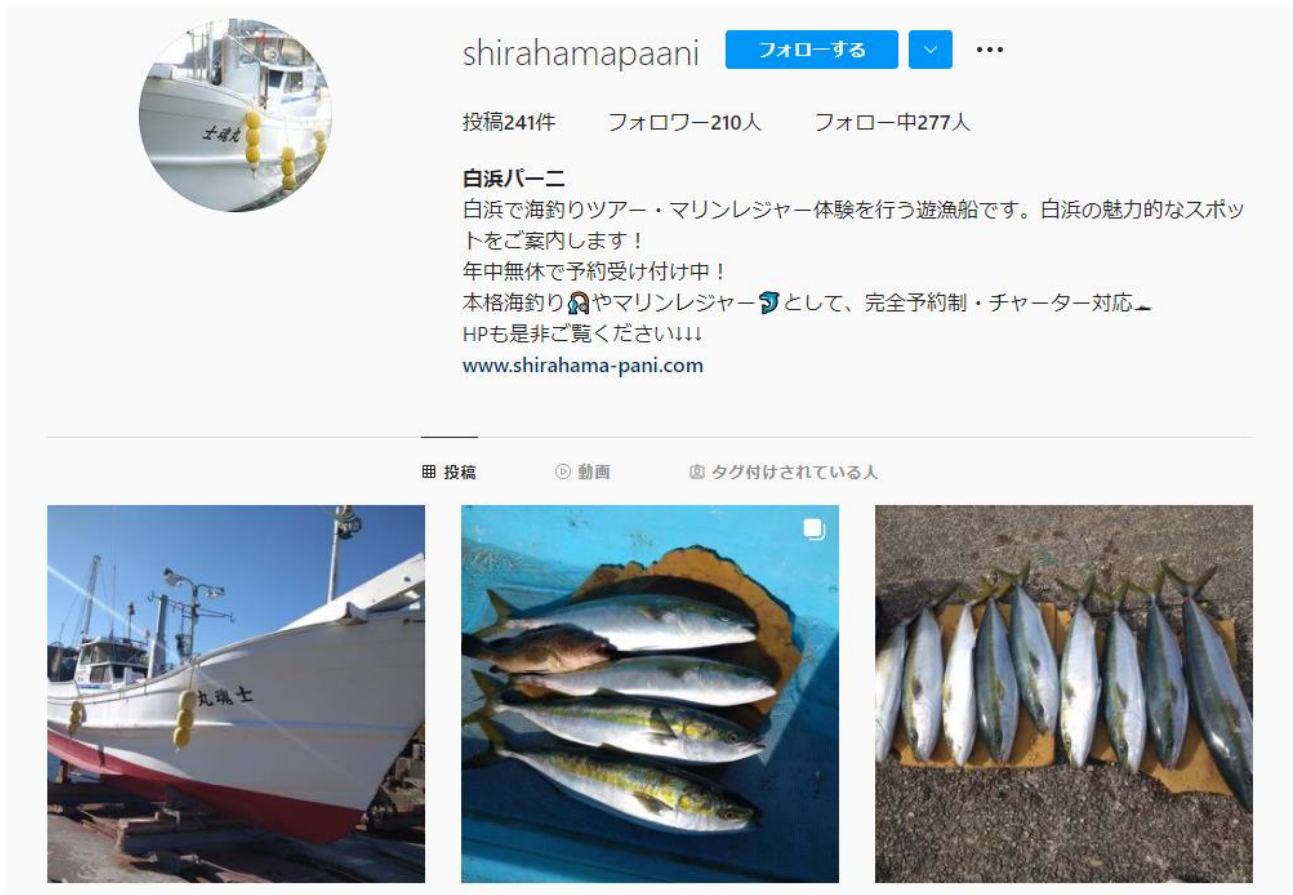 士魂丸
shirahamapaani フォローする
投稿241件 フォロワー210人 フォロー中277人
白浜パーニ
白浜で海釣りツアー・マリンレジャー体験を行う遊漁船です。白浜の魅力的なスポッ
トをご案内します！
年中無休で予約受け付け中！
本格海釣り🎣やマリンレジャー🐬として、完全予約制・チャーター対応🛥
HPも是非ご覧ください↓↓↓
www.shirahama-pani.com
投稿 動画 タグ付けされている人
丸魂士